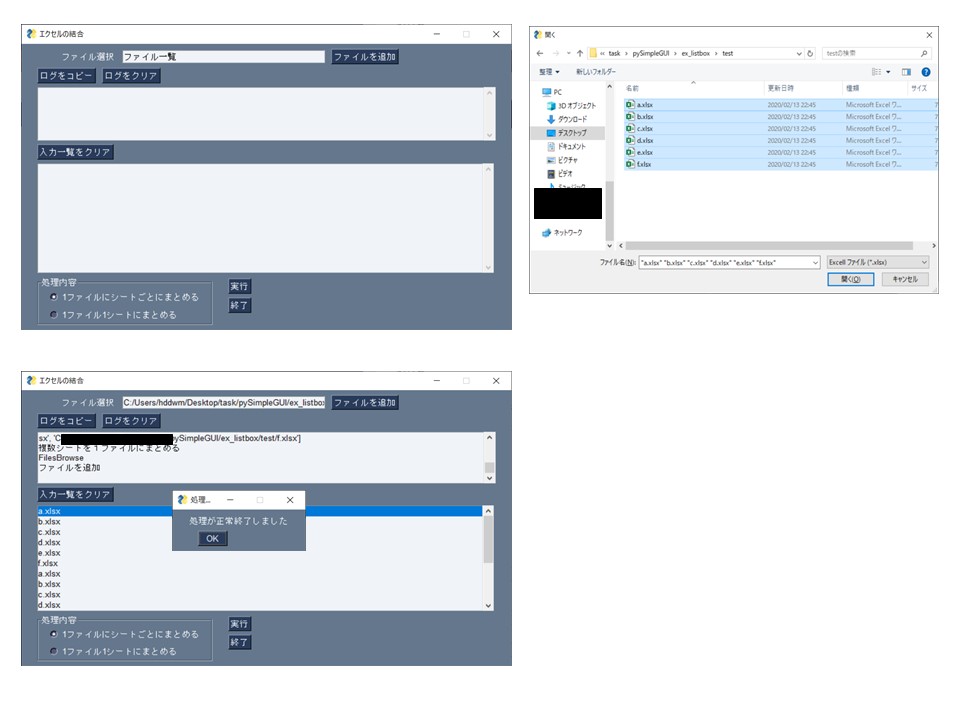 エクセルの結合
ファイル選択 ファイル一覧 ファイルを追加
ログをコピー ログをクリア
入力一覧をクリア
処理内容
1ファイルにシートごとにまとめる
1ファイル1シートにまとめる
実行
終了
開く
« task › pySimpleGUI › ex_listbox › test testの検索
整理 新しいフォルダー
名前 更新日時 種類 サイズ
PC
3D オブジェクト
ダウンロード
デスクトップ
ドキュメント
ピクチャ
ビデオ
ミュージック
ネットワーク
a.xlsx 2020/02/13 22:45 Microsoft Excel ワ... 7
b.xlsx 2020/02/13 22:45 Microsoft Excel ワ... 7
c.xlsx 2020/02/13 22:45 Microsoft Excel ワ... 7
d.xlsx 2020/02/13 22:45 Microsoft Excel ワ... 7
e.xlsx 2020/02/13 22:45 Microsoft Excel ワ... 7
f.xlsx 2020/02/13 22:45 Microsoft Excel ワ... 7
ファイル名(N): "a.xlsx" "b.xlsx" "c.xlsx" "d.xlsx" "e.xlsx" "f.xlsx" Excell ファイル (*.xlsx)
開く(O) キャンセル
エクセルの結合
ファイル選択 C:/Users/hddwm/Desktop/task/pySimpleGUI/ex_listbox ファイルを追加
ログをコピー ログをクリア
sx', 'C pySimpleGUI/ex_listbox/test/f.xlsx']
複数シートを1ファイルにまとめる
FilesBrowse
ファイルを追加
入力一覧をクリア
a.xlsx
b.xlsx
c.xlsx
d.xlsx
e.xlsx
f.xlsx
a.xlsx
b.xlsx
c.xlsx
d.xlsx
処理...
処理が正常終了しました
OK
処理内容
1ファイルにシートごとにまとめる
1ファイル1シートにまとめる
実行
終了